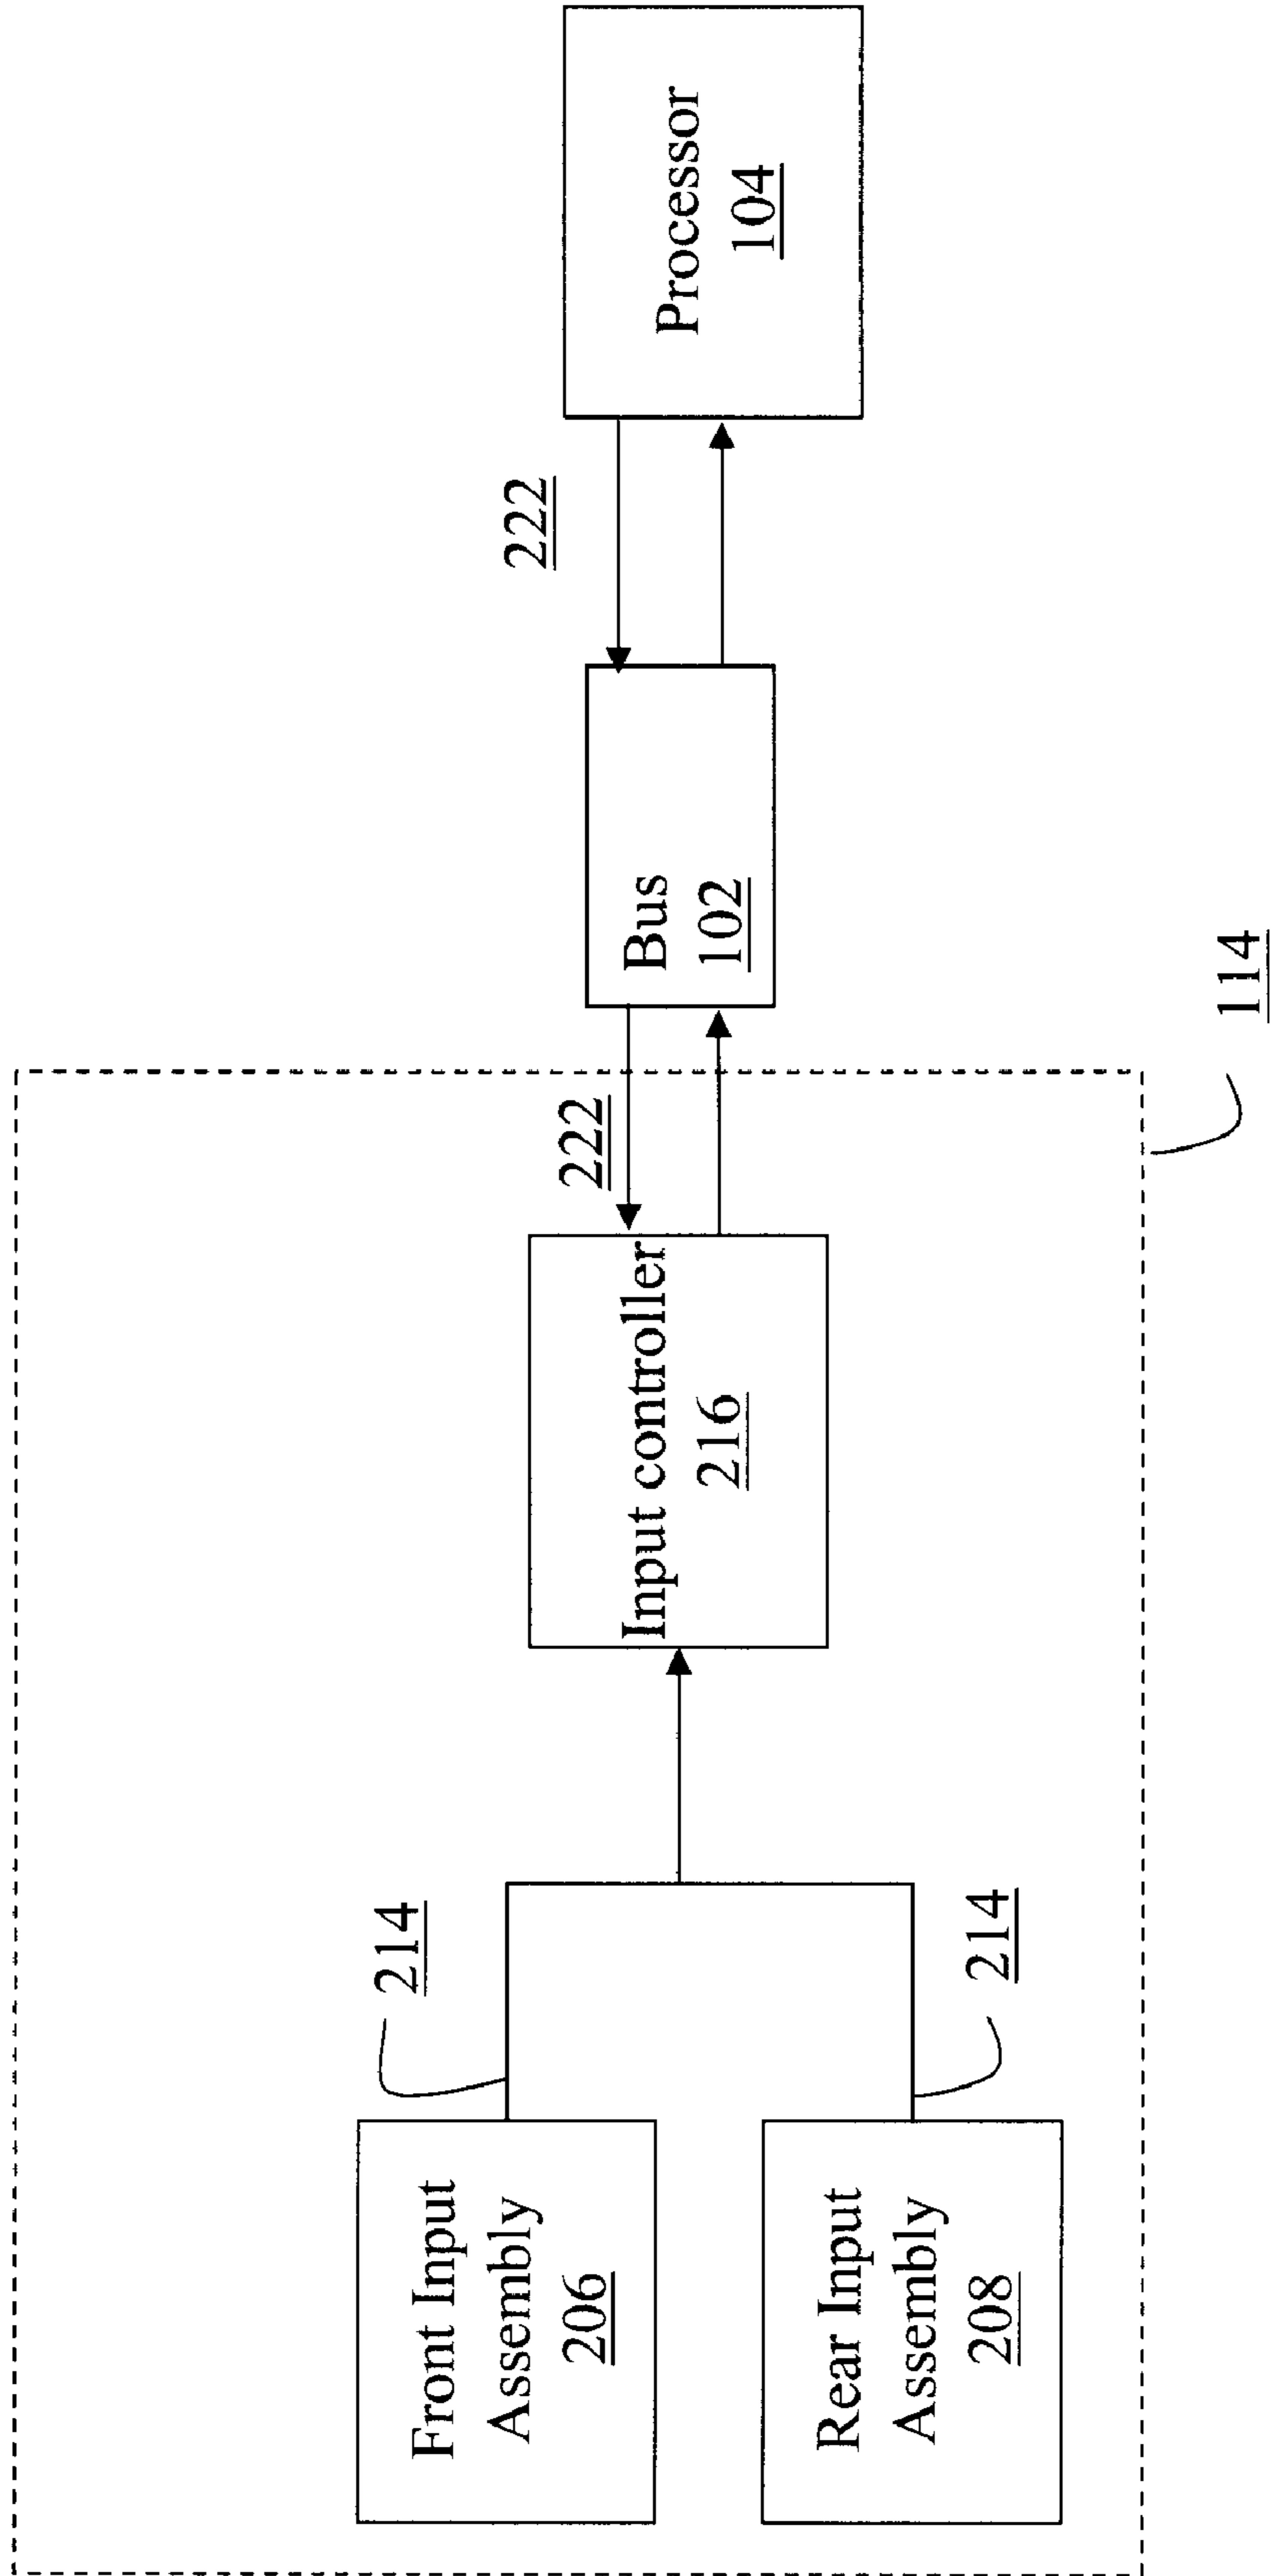 Front Input
Assembly
206
214
Rear Input
Assembly
208
214
Input controller
216
222
Bus
102
222
Processor
104
114